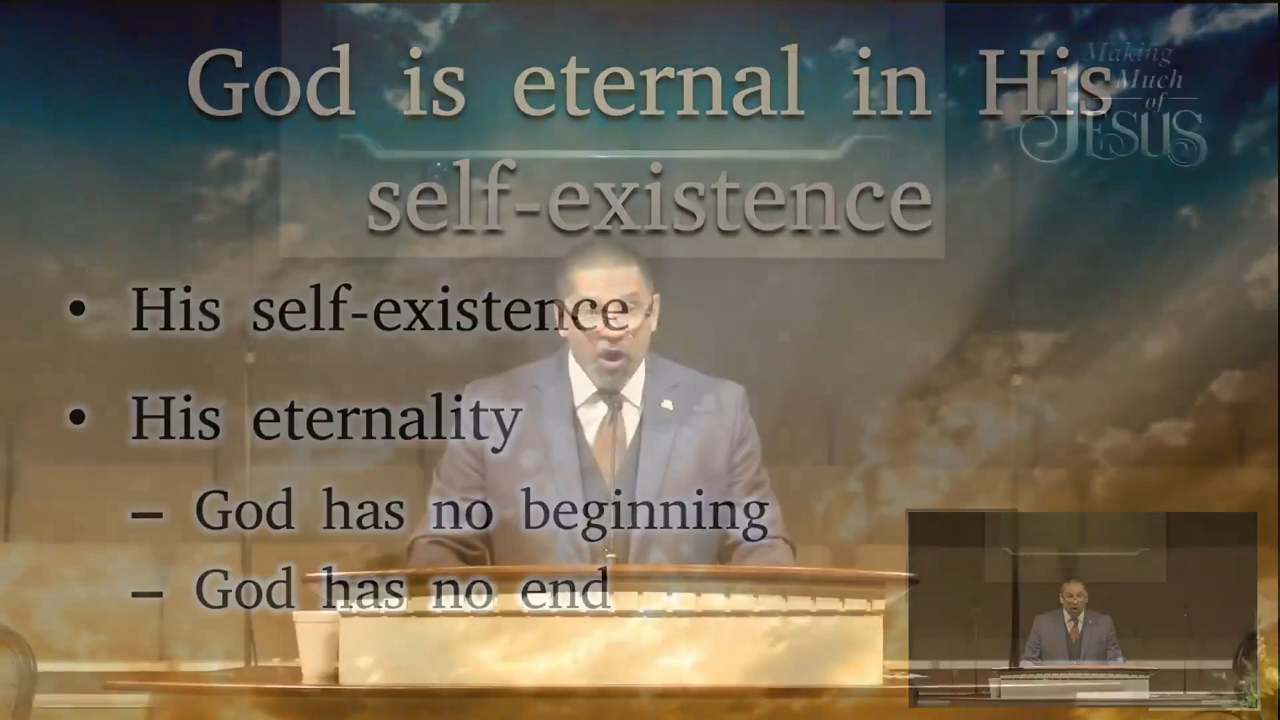 God is eternal in His
self-existence
Making
Much
of
JESUS
• His self-existence
• His eternality
– God has no beginning
– God has no end